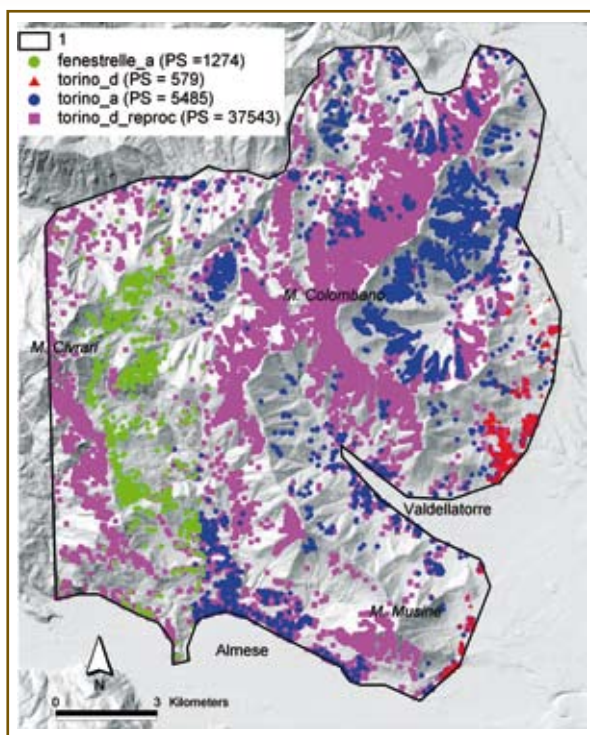 1
fenestrelle_a (PS =1274)
torino_d (PS = 579)
torino_a (PS = 5485)
torino_d_reproc (PS = 37543)
M. Colombano
M. Civrari
Valdellatorre
M. Musinè
Almese
N
0 3 Kilometers